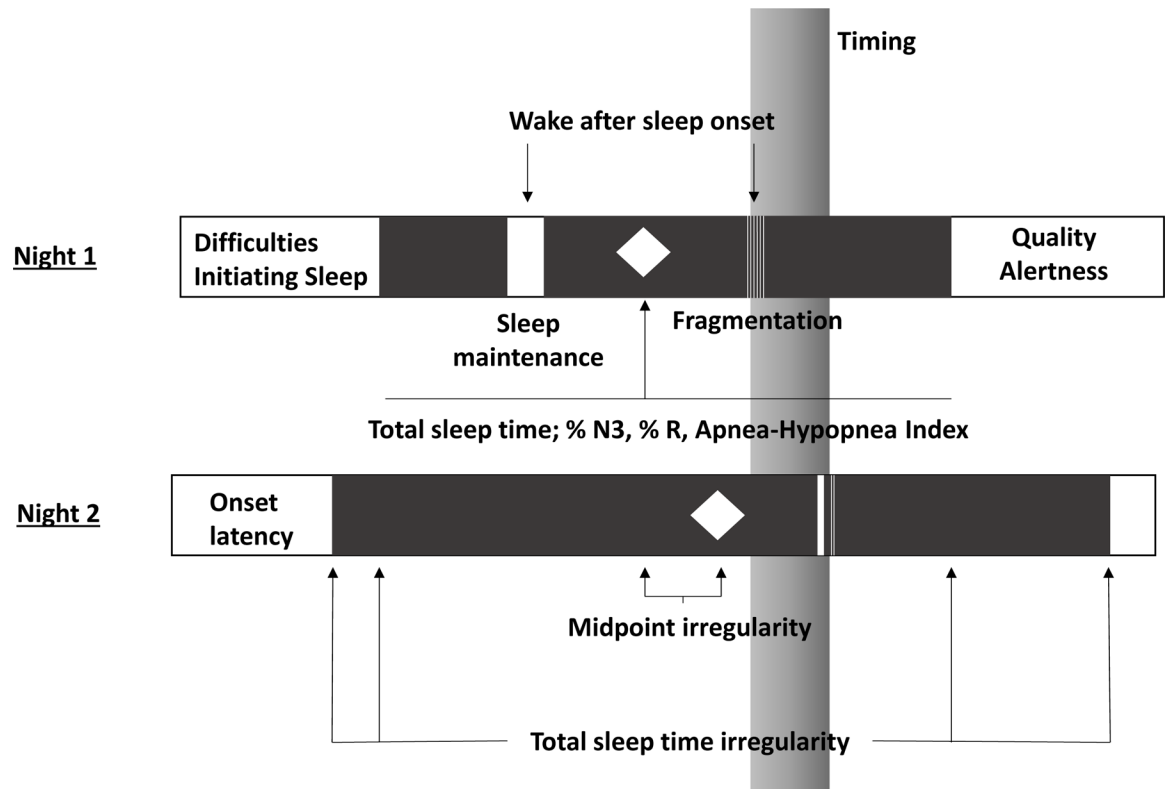 Timing
Wake after sleep onset
Night 1
Difficulties
Initiating Sleep
Quality
Alertness
Sleep
maintenance
Fragmentation
Total sleep time; % N3, % R, Apnea-Hypopnea Index
Night 2
Onset
latency
Midpoint irregularity
Total sleep time irregularity